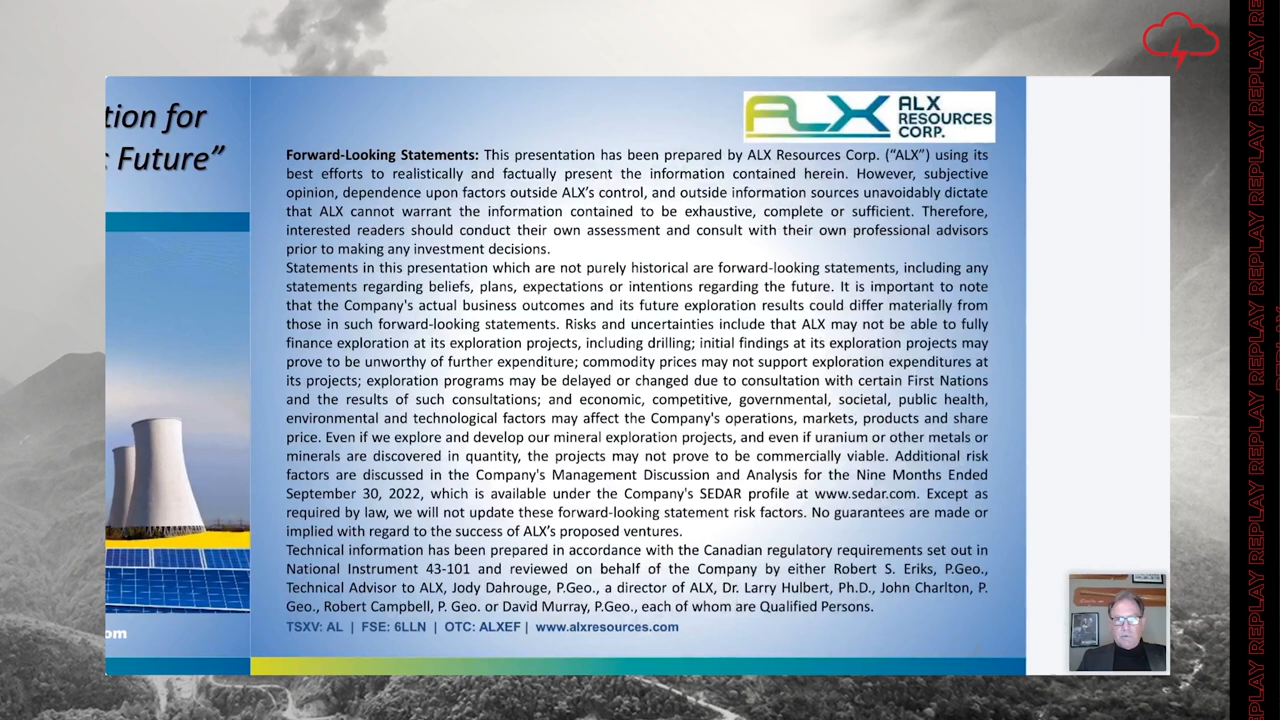 tion for
Future”
ALX
RESOURCES
CORP.
Forward-Looking Statements: This presentation has been prepared by ALX Resources Corp. (“ALX”) using its
best efforts to realistically and factually present the information contained herein. However, subjective
opinion, dependence upon factors outside ALX’s control, and outside information sources unavoidably dictate
that ALX cannot warrant the information contained to be exhaustive, complete or sufficient. Therefore,
interested readers should conduct their own assessment and consult with their own professional advisors
prior to making any investment decisions.
Statements in this presentation which are not purely historical are forward-looking statements, including any
statements regarding beliefs, plans, expectations or intentions regarding the future. It is important to note
that the Company's actual business outcomes and its future exploration results could differ materially from
those in such forward-looking statements. Risks and uncertainties include that ALX may not be able to fully
finance exploration at its exploration projects, including drilling; initial findings at its exploration projects may
prove to be unworthy of further expenditure; commodity prices may not support exploration expenditures at
its projects; exploration programs may be delayed or changed due to consultations with certain First Nations
and the results of such consultations; and economic, competitive, governmental, societal, public health,
environmental and technological factors may affect the Company's operations, markets, products and share
price. Even if we explore and develop our mineral exploration projects, and even if uranium or other metals or
minerals are discovered in quantity, the projects may not prove to be commercially viable. Additional risk
factors are discussed in the Company's Management Discussion and Analysis for the Nine Months Ended
September 30, 2022, which is available under the Company's SEDAR profile at www.sedar.com. Except as
required by law, we will not update these forward-looking statement risk factors. No guarantees are made or
implied with regard to the success of ALX's proposed ventures.
Technical information has been prepared in accordance with the Canadian regulatory requirements set out in
National Instrument 43-101 and reviewed on behalf of the Company by either Robert S. Eriks, P.Geo.,
Technical Advisor to ALX, Jody Dahrouge, P.Geo., a director of ALX, Dr. Larry Hulbert, Ph.D., John Charlton, P.
Geo., Robert Campbell, P. Geo. or David Murray, P.Geo., each of whom are Qualified Persons.
TSXV: AL | FSE: 6LLN | OTC: ALXEF | www.alxresources.com
om
REPLAY REPLAY REPLAY REPLAY REPLAY REPLAY REPLAY REPLAY RE